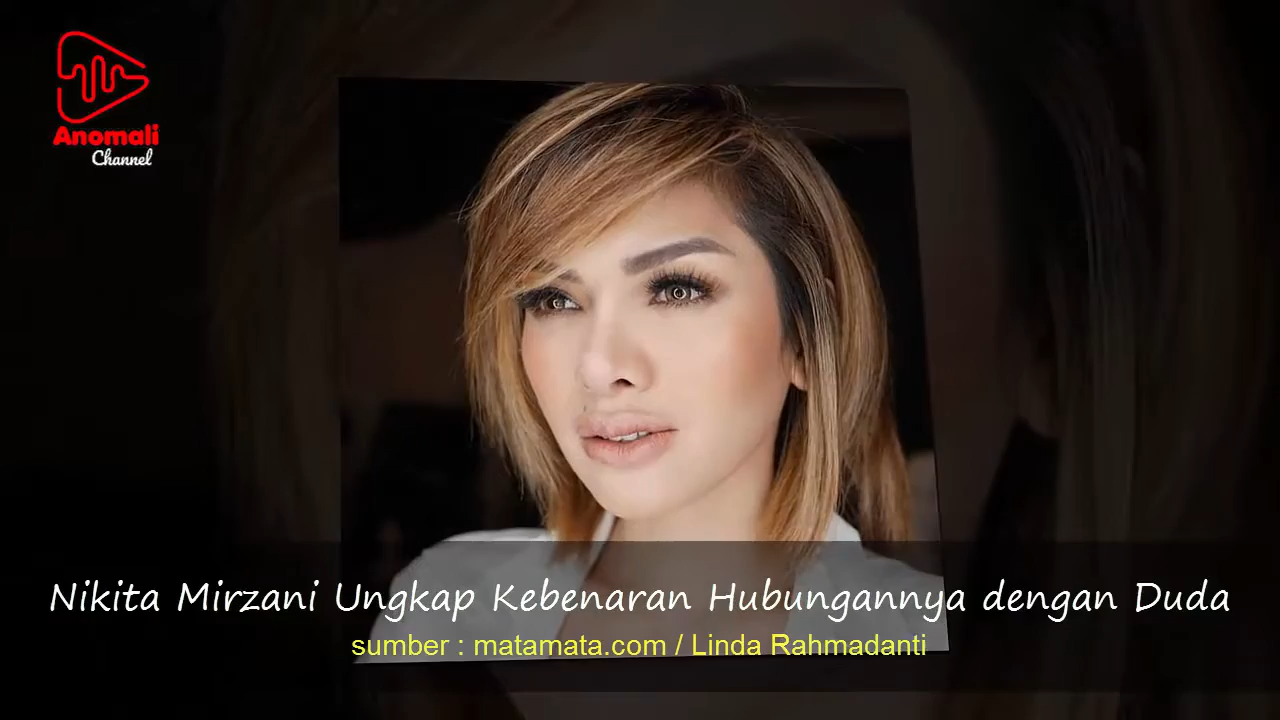 Anomali
Channel
Nikita Mirzani Ungkap Kebenaran Hubungannya dengan Duda
sumber : matamata.com / Linda Rahmadanti